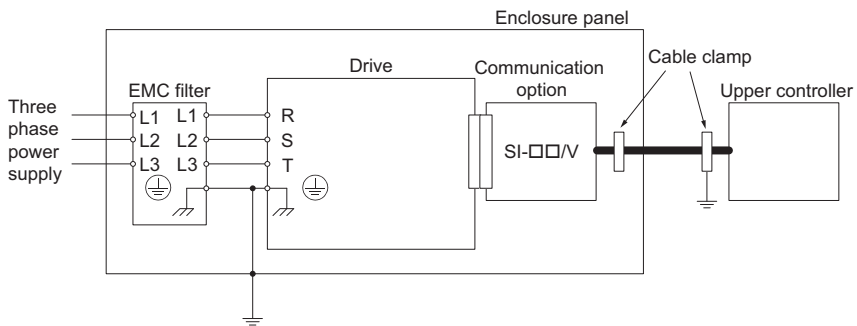 Enclosure panel
Drive
Communication
option
Cable clamp
Upper controller
EMC filter
Three
phase
power
supply
L1 L1
L2 L2
L3 L3
R
S
T
SI-□□/V